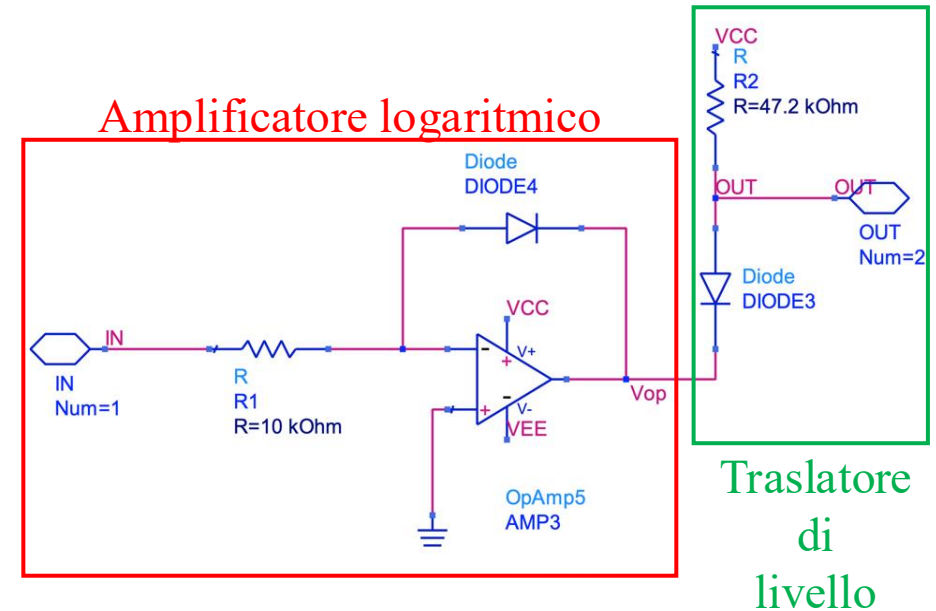 Amplificatore logaritmico
Diode
DIODE4
VCC
V+
-
+
+
-
V-
VEE
IN
IN
Num=1
R
R1
R=10 kOhm
OpAmp5
AMP3
Vop
VCC
R
R2
R=47.2 kOhm
OUT
OUT
OUT
Num=2
Diode
DIODE3
Traslatore
di
livello